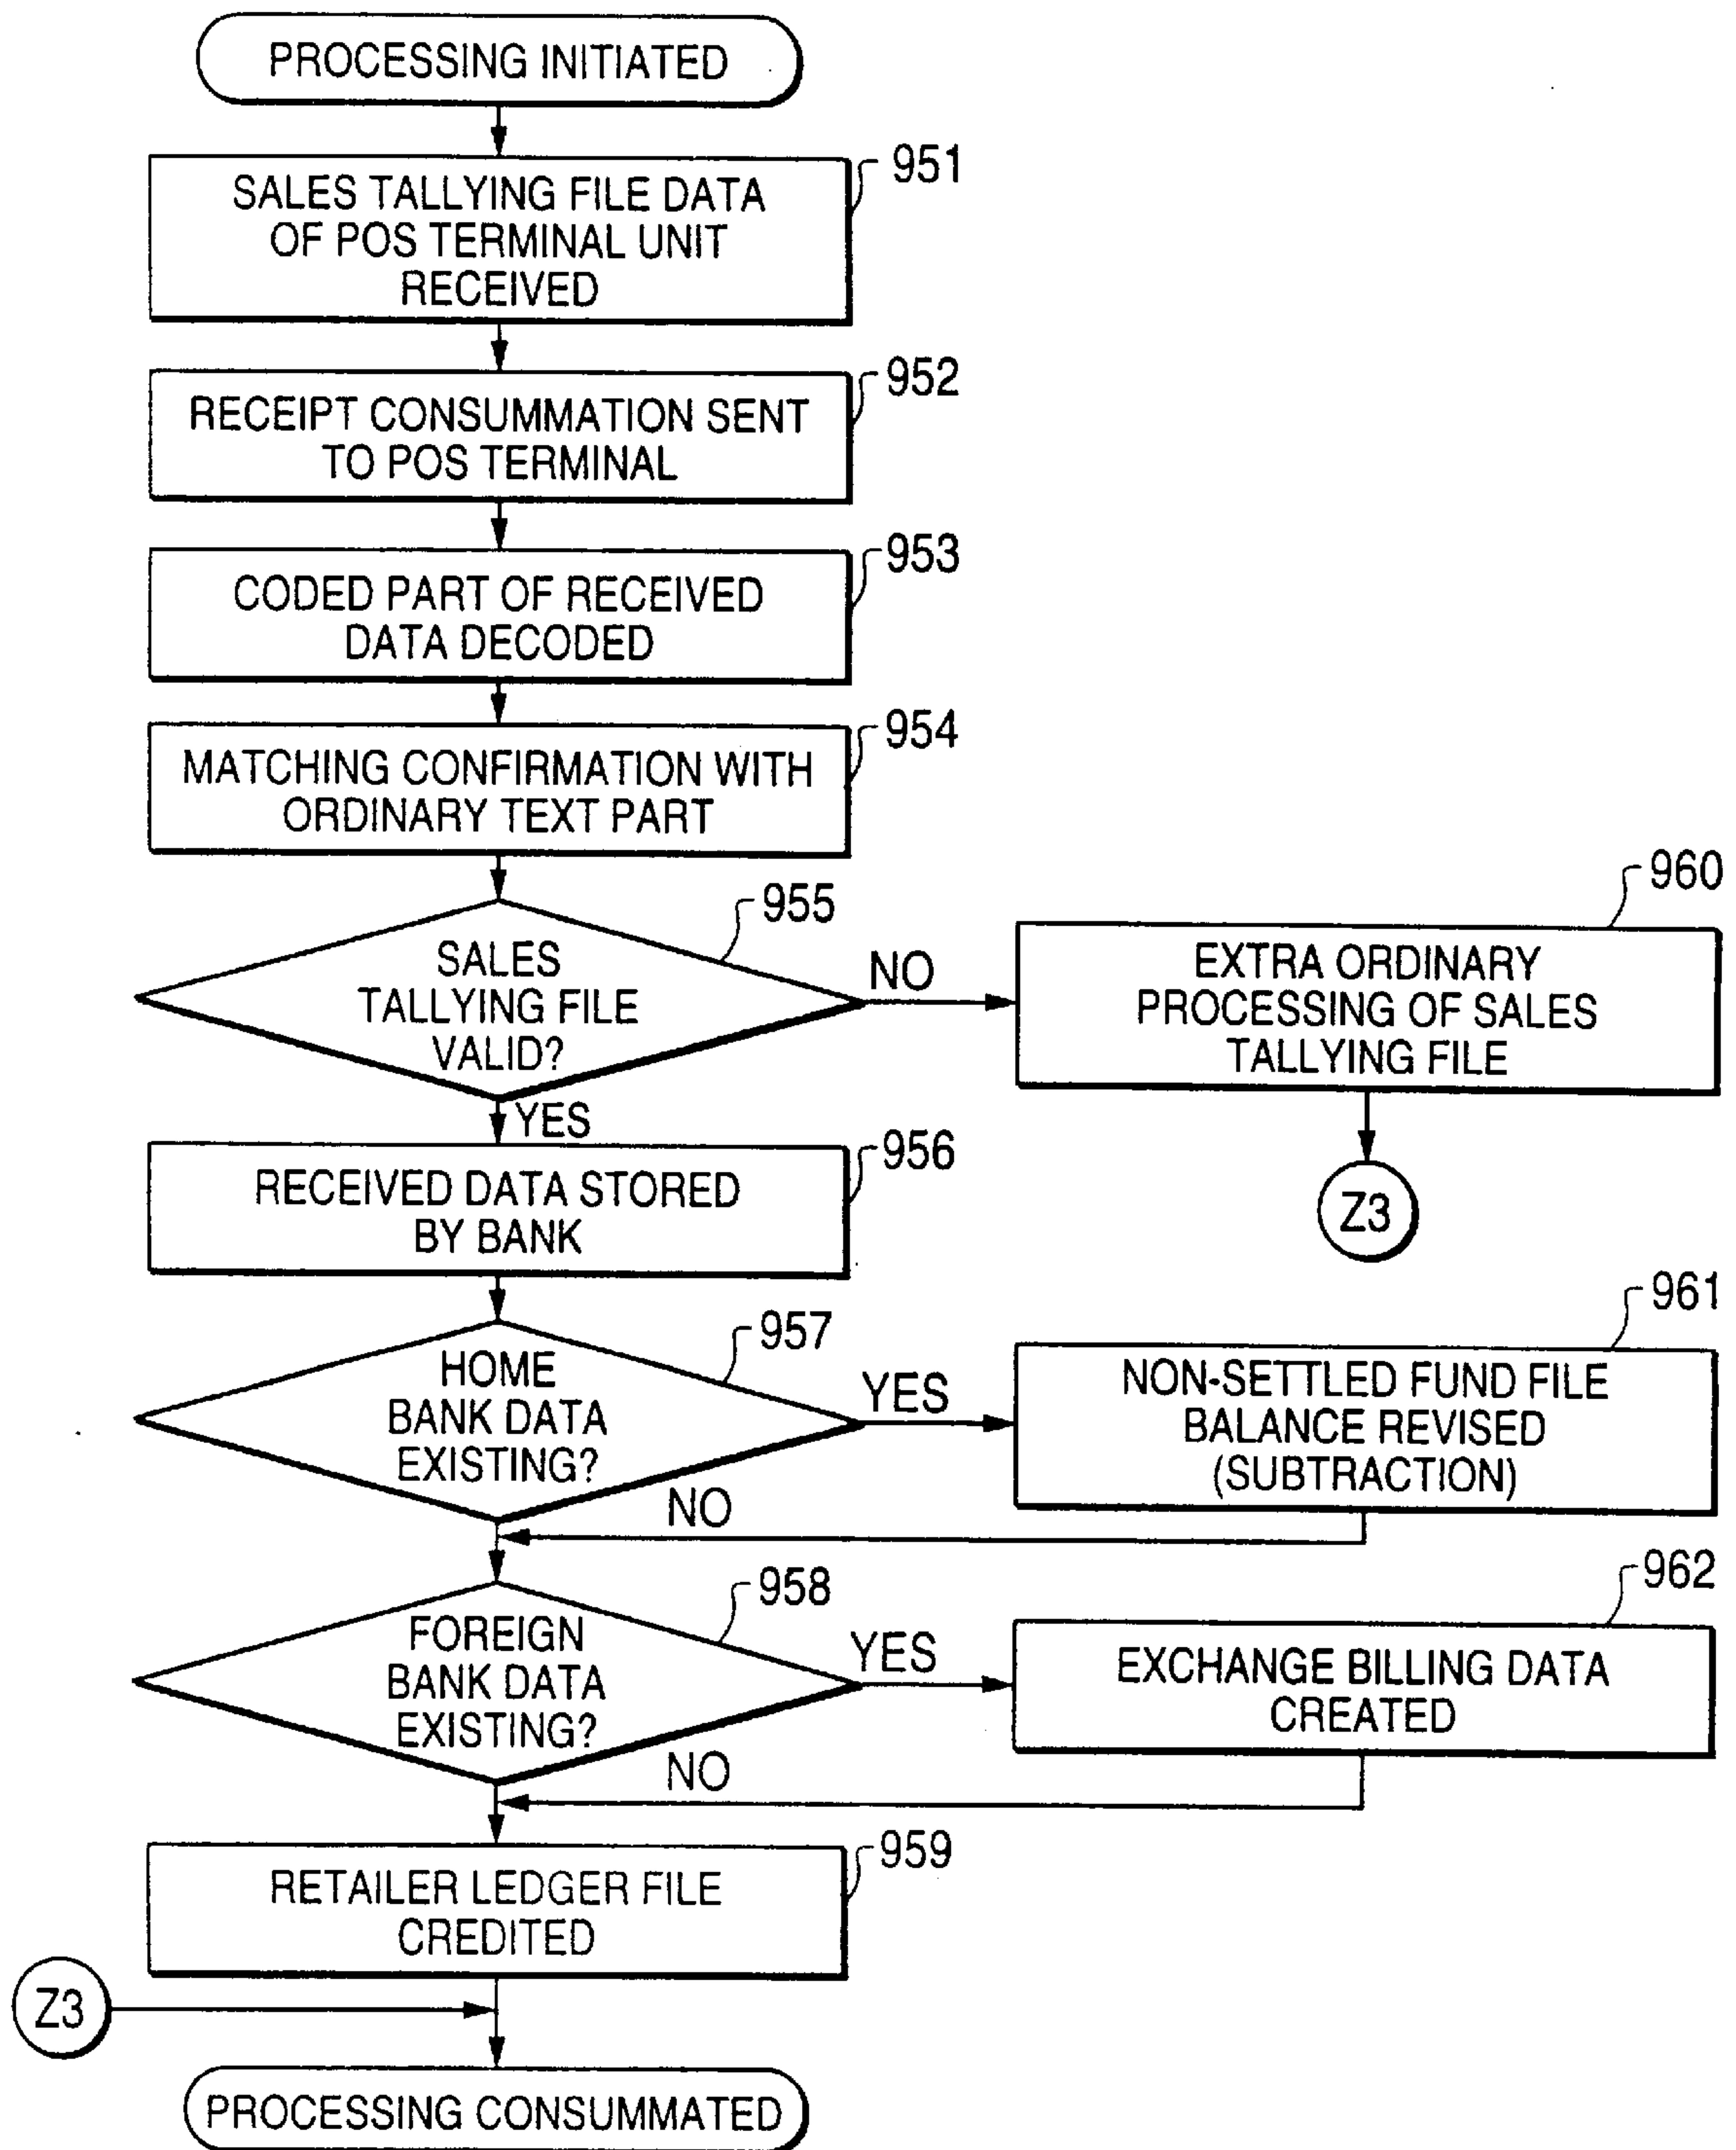 PROCESSING INITIATED
951
SALES TALLYING FILE DATA
OF POS TERMINAL UNIT
RECEIVED
952
RECEIPT CONSUMMATION SENT
TO POS TERMINAL
953
CODED PART OF RECEIVED
DATA DECODED
954
MATCHING CONFIRMATION WITH
ORDINARY TEXT PART
955
SALES
TALLYING FILE
VALID?
NO
960
EXTRA ORDINARY
PROCESSING OF SALES
TALLYING FILE
Z3
YES
956
RECEIVED DATA STORED
BY BANK
957
HOME
BANK DATA
EXISTING?
YES
961
NON-SETTLED FUND FILE
BALANCE REVISED
(SUBTRACTION)
NO
958
FOREIGN
BANK DATA
EXISTING?
YES
962
EXCHANGE BILLING DATA
CREATED
NO
959
RETAILER LEDGER FILE
CREDITED
Z3
PROCESSING CONSUMMATED